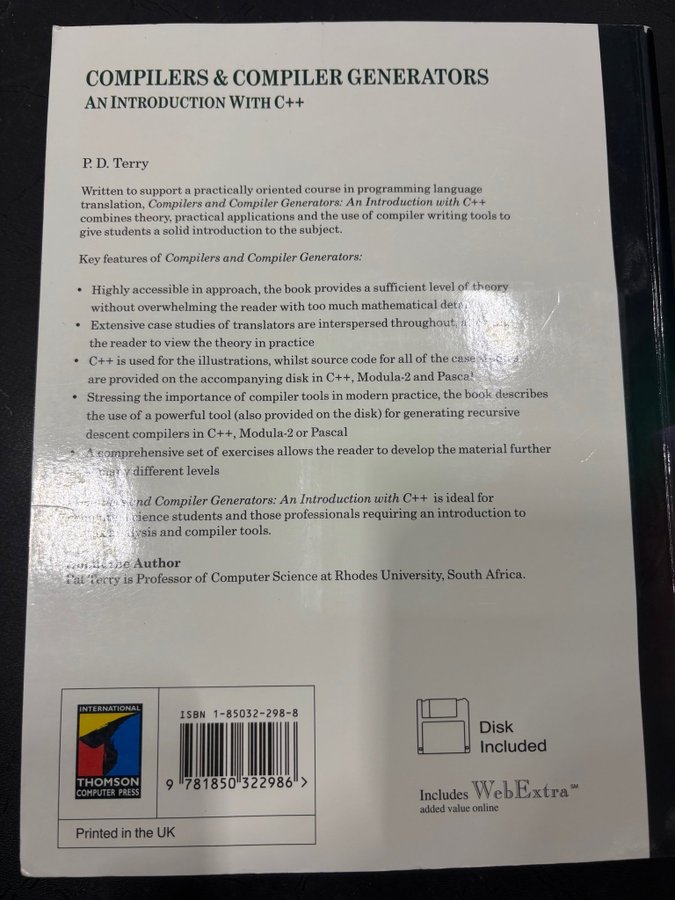 COMPILERS & COMPILER GENERATORS
AN INTRODUCTION WITH C++
P. D. Terry
Written to support a practically oriented course in programming language
translation, Compilers and Compiler Generators: An Introduction with C++
combines theory, practical applications and the use of compiler writing tools to
give students a solid introduction to the subject.
Key features of Compilers and Compiler Generators:
• Highly accessible in approach, the book provides a sufficient level of theory
without overwhelming the reader with too much mathematical
• Extensive case studies of translators are interspersed throughout,
the reader to view the theory in practice
• C++ is used for the illustrations, whilst source code for all of the case
are provided on the accompanying disk in C++, Modula-2 and Pascal
• Stressing the importance of compiler tools in modern practice, the book describes
the use of a powerful tool (also provided on the disk) for generating recursive
descent compilers in C++, Modula-2 or Pascal
• A comprehensive set of exercises allows the reader to develop the material further
different levels
and Compiler Generators: An Introduction with C++ is ideal for
science students and those professionals requiring an introduction to
and compiler tools.
Author
Pat Terry is Professor of Computer Science at Rhodes University, South Africa.
INTERNATIONAL
THOMSON
COMPUTER PRESS
ISBN 1-85032-298-8
9 781850 322986 >
Printed in the UK
Disk
Included
Includes WebExtra℠
added value online